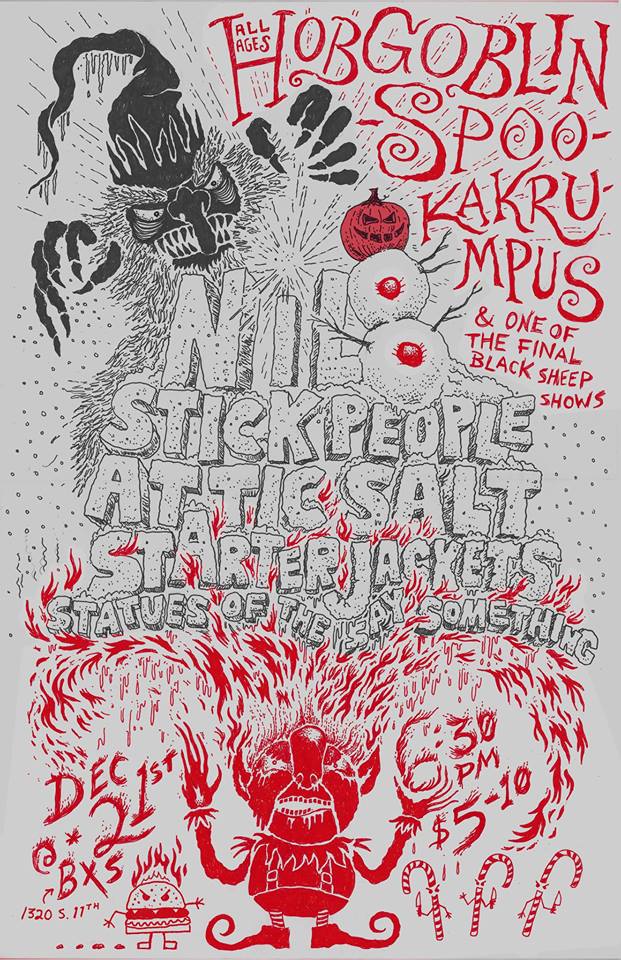 ALL AGES
HOBGOBLIN
-SPOO-
KAKRU-
MPUS
& ONE OF
THE FINAL
BLACK SHEEP
SHOWS
NIL8
STICK PEOPLE
ATTIC SALT
STARTER JACKETS
STATUES OF THE SAY SOMETHING
DEC
21ST
@ * BXS
1320 S. 11TH
6:30
PM
$5-10